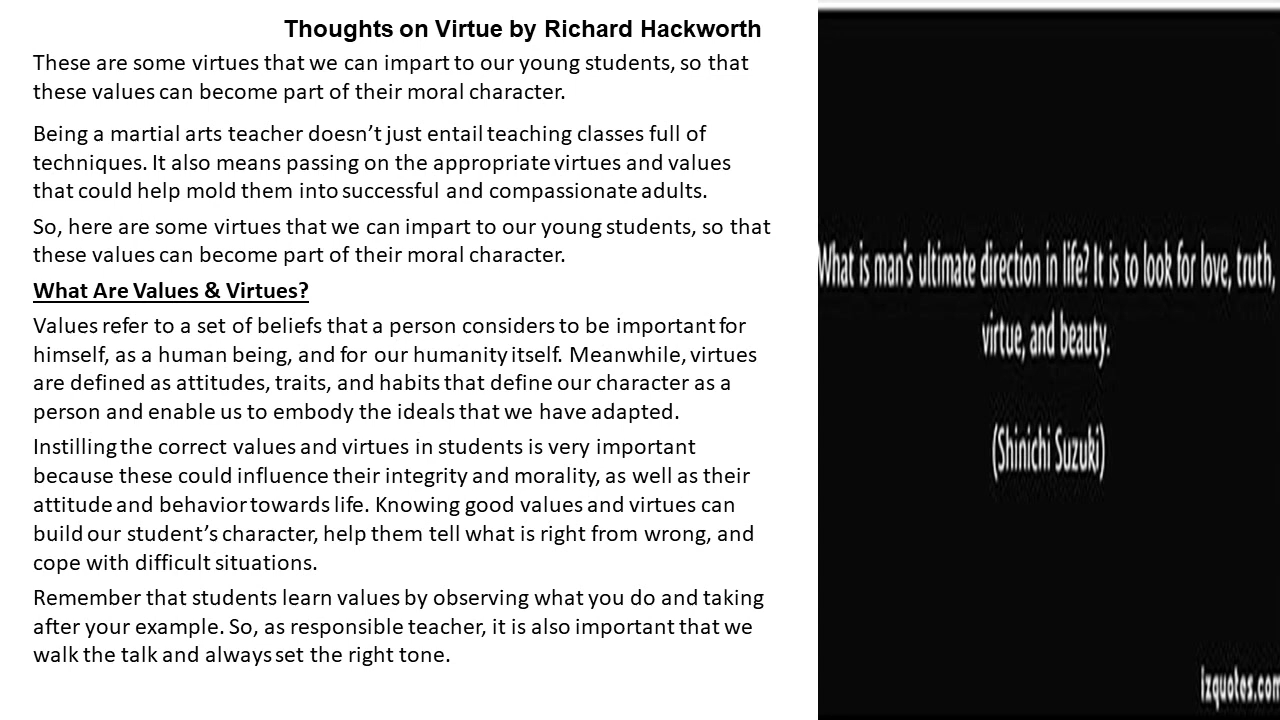 Thoughts on Virtue by Richard Hackworth
These are some virtues that we can impart to our young students, so that
these values can become part of their moral character.
Being a martial arts teacher doesn’t just entail teaching classes full of
techniques. It also means passing on the appropriate virtues and values
that could help mold them into successful and compassionate adults.
So, here are some virtues that we can impart to our young students, so that
these values can become part of their moral character.
What Are Values & Virtues?
Values refer to a set of beliefs that a person considers to be important for
himself, as a human being, and for our humanity itself. Meanwhile, virtues
are defined as attitudes, traits, and habits that define our character as a
person and enable us to embody the ideals that we have adapted.
Instilling the correct values and virtues in students is very important
because these could influence their integrity and morality, as well as their
attitude and behavior towards life. Knowing good values and virtues can
build our student’s character, help them tell what is right from wrong, and
cope with difficult situations.
Remember that students learn values by observing what you do and taking
after your example. So, as responsible teacher, it is also important that we
walk the talk and always set the right tone.
What is man's ultimate direction in life? It is to look for love, truth,
virtue, and beauty.
(Shinichi Suzuki)
izquotes.com